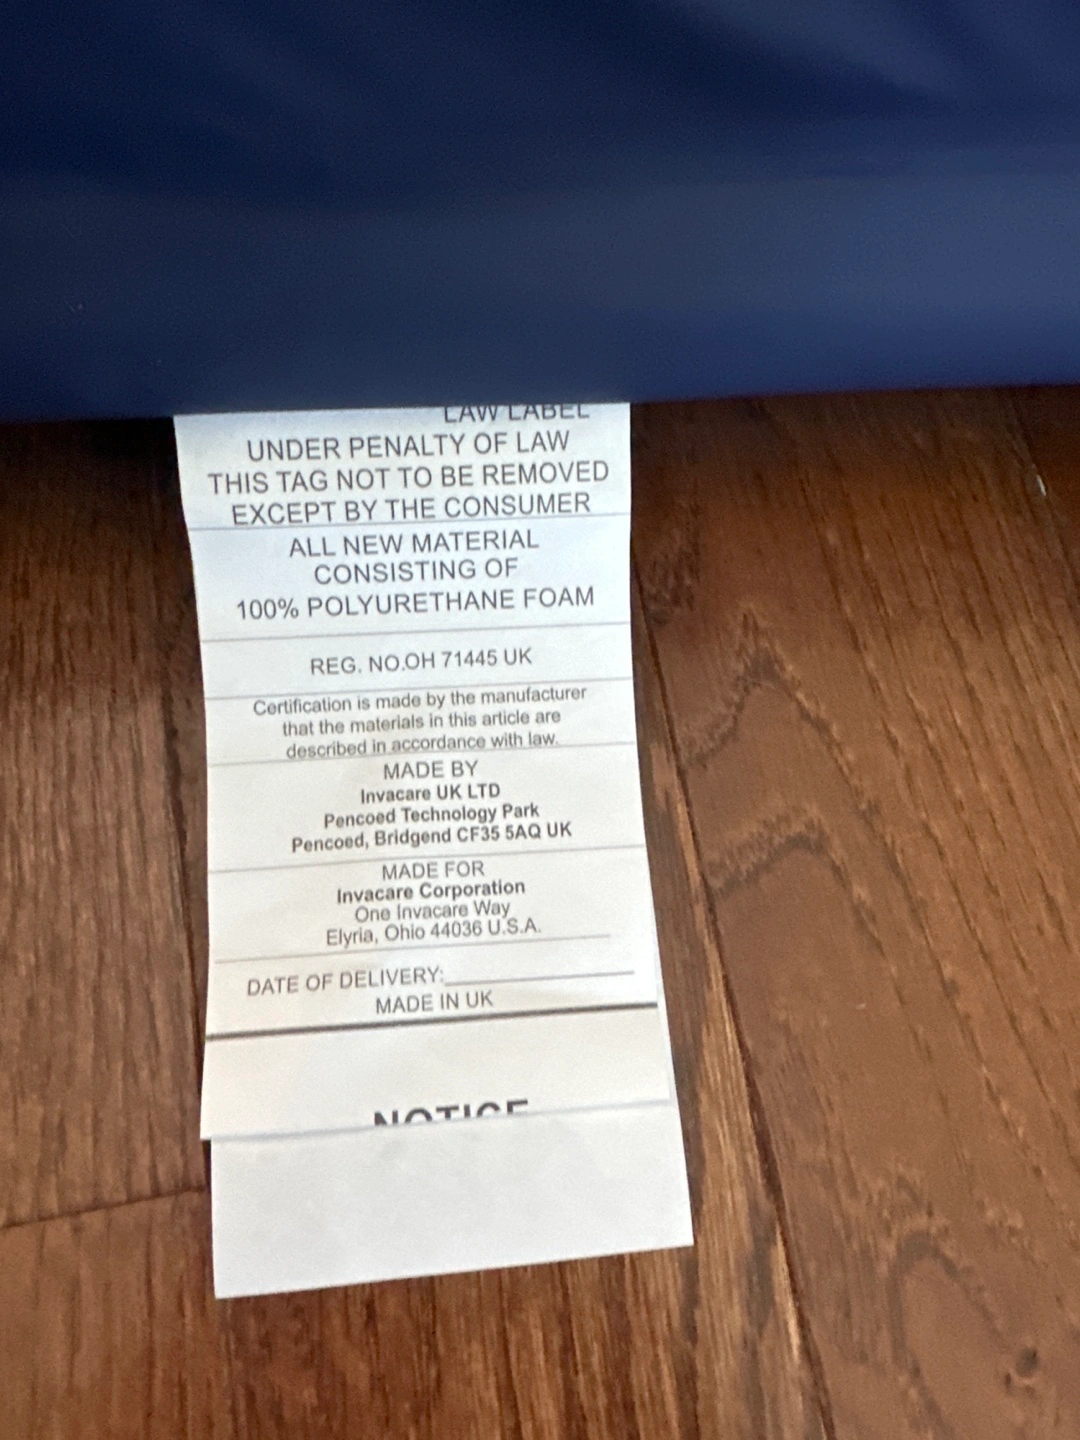 LAW LABEL
UNDER PENALTY OF LAW
THIS TAG NOT TO BE REMOVED
EXCEPT BY THE CONSUMER
ALL NEW MATERIAL
CONSISTING OF
100% POLYURETHANE FOAM
REG. NO.OH 71445 UK
Certification is made by the manufacturer
that the materials in this article are
described in accordance with law.
MADE BY
Invacare UK LTD
Pencoed Technology Park
Pencoed, Bridgend CF35 5AQ UK
MADE FOR
Invacare Corporation
One Invacare Way
Elyria, Ohio 44036 U.S.A.
DATE OF DELIVERY:
MADE IN UK
NOTICE